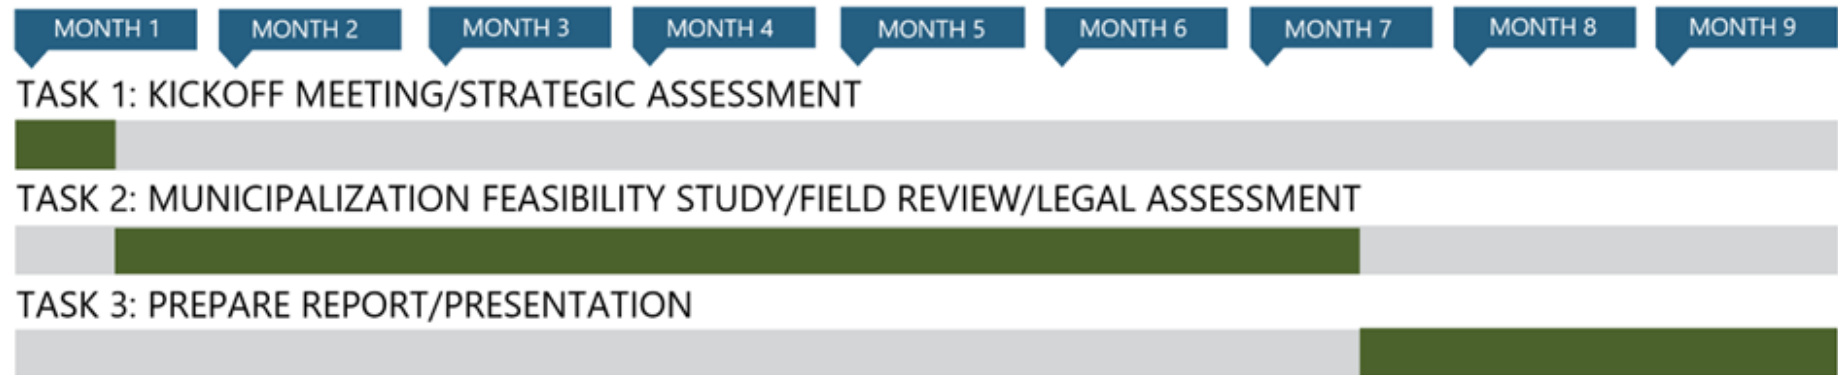 MONTH 1 MONTH 2 MONTH 3 MONTH 4 MONTH 5 MONTH 6 MONTH 7 MONTH 8 MONTH 9
TASK 1: KICKOFF MEETING/STRATEGIC ASSESSMENT
TASK 2: MUNICIPALIZATION FEASIBILITY STUDY/FIELD REVIEW/LEGAL ASSESSMENT
TASK 3: PREPARE REPORT/PRESENTATION